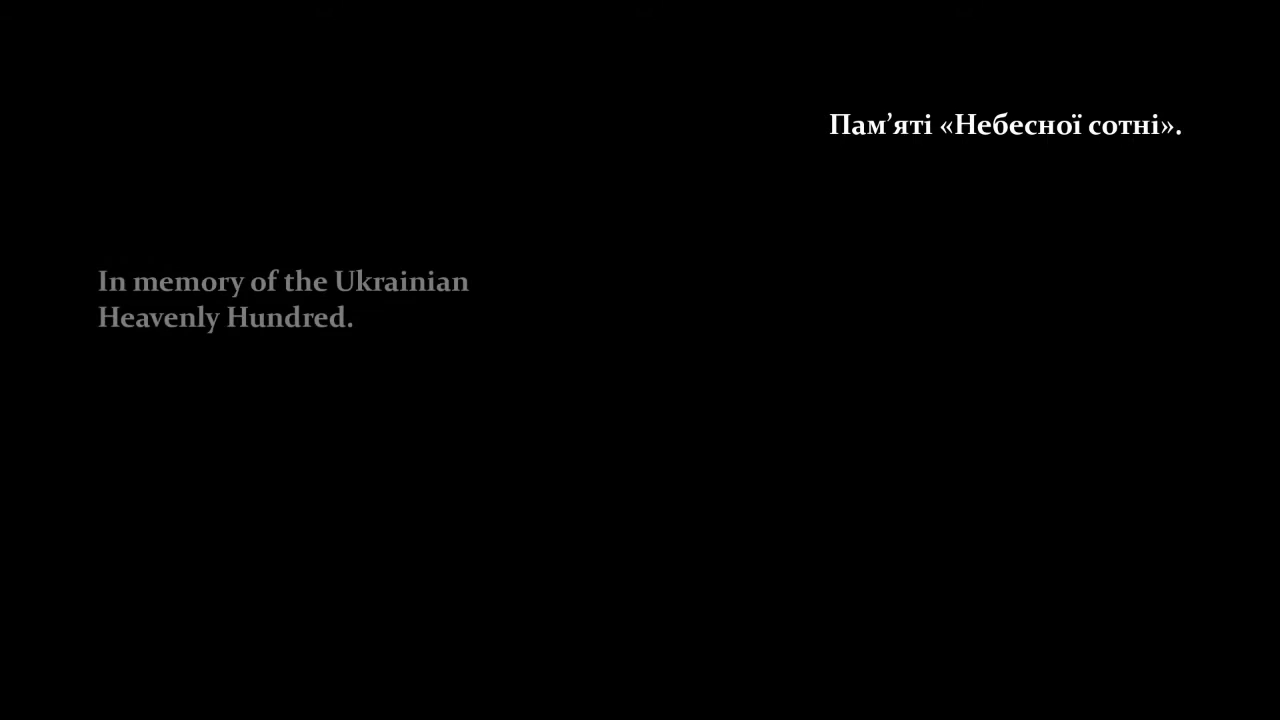 Пам’яті «Небесної сотні».
In memory of the Ukrainian
Heavenly Hundred.